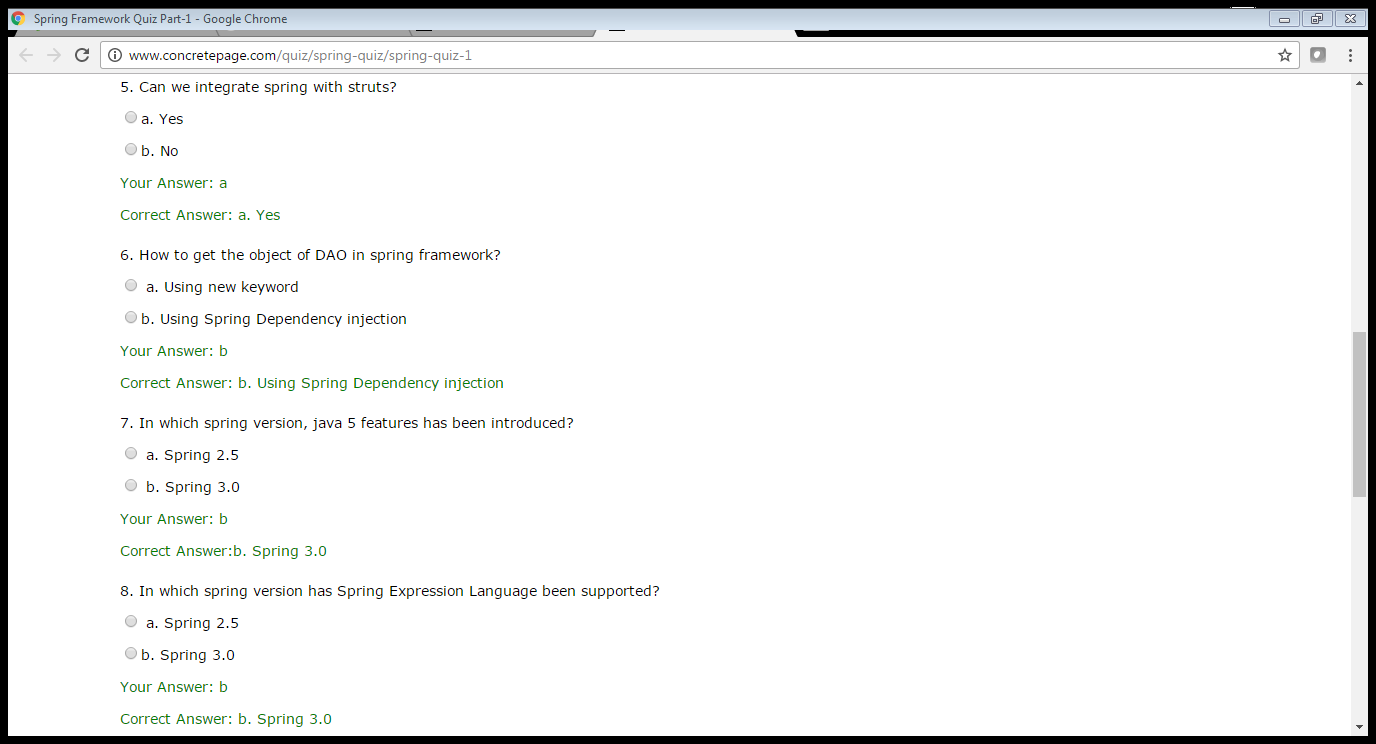 Spring Framework Quiz Part-1 - Google Chrome
www.concretepage.com/quiz/spring-quiz/spring-quiz-1
5. Can we integrate spring with struts?
a. Yes
b. No
Your Answer: a
Correct Answer: a. Yes
6. How to get the object of DAO in spring framework?
a. Using new keyword
b. Using Spring Dependency injection
Your Answer: b
Correct Answer: b. Using Spring Dependency injection
7. In which spring version, java 5 features has been introduced?
a. Spring 2.5
b. Spring 3.0
Your Answer: b
Correct Answer:b. Spring 3.0
8. In which spring version has Spring Expression Language been supported?
a. Spring 2.5
b. Spring 3.0
Your Answer: b
Correct Answer: b. Spring 3.0